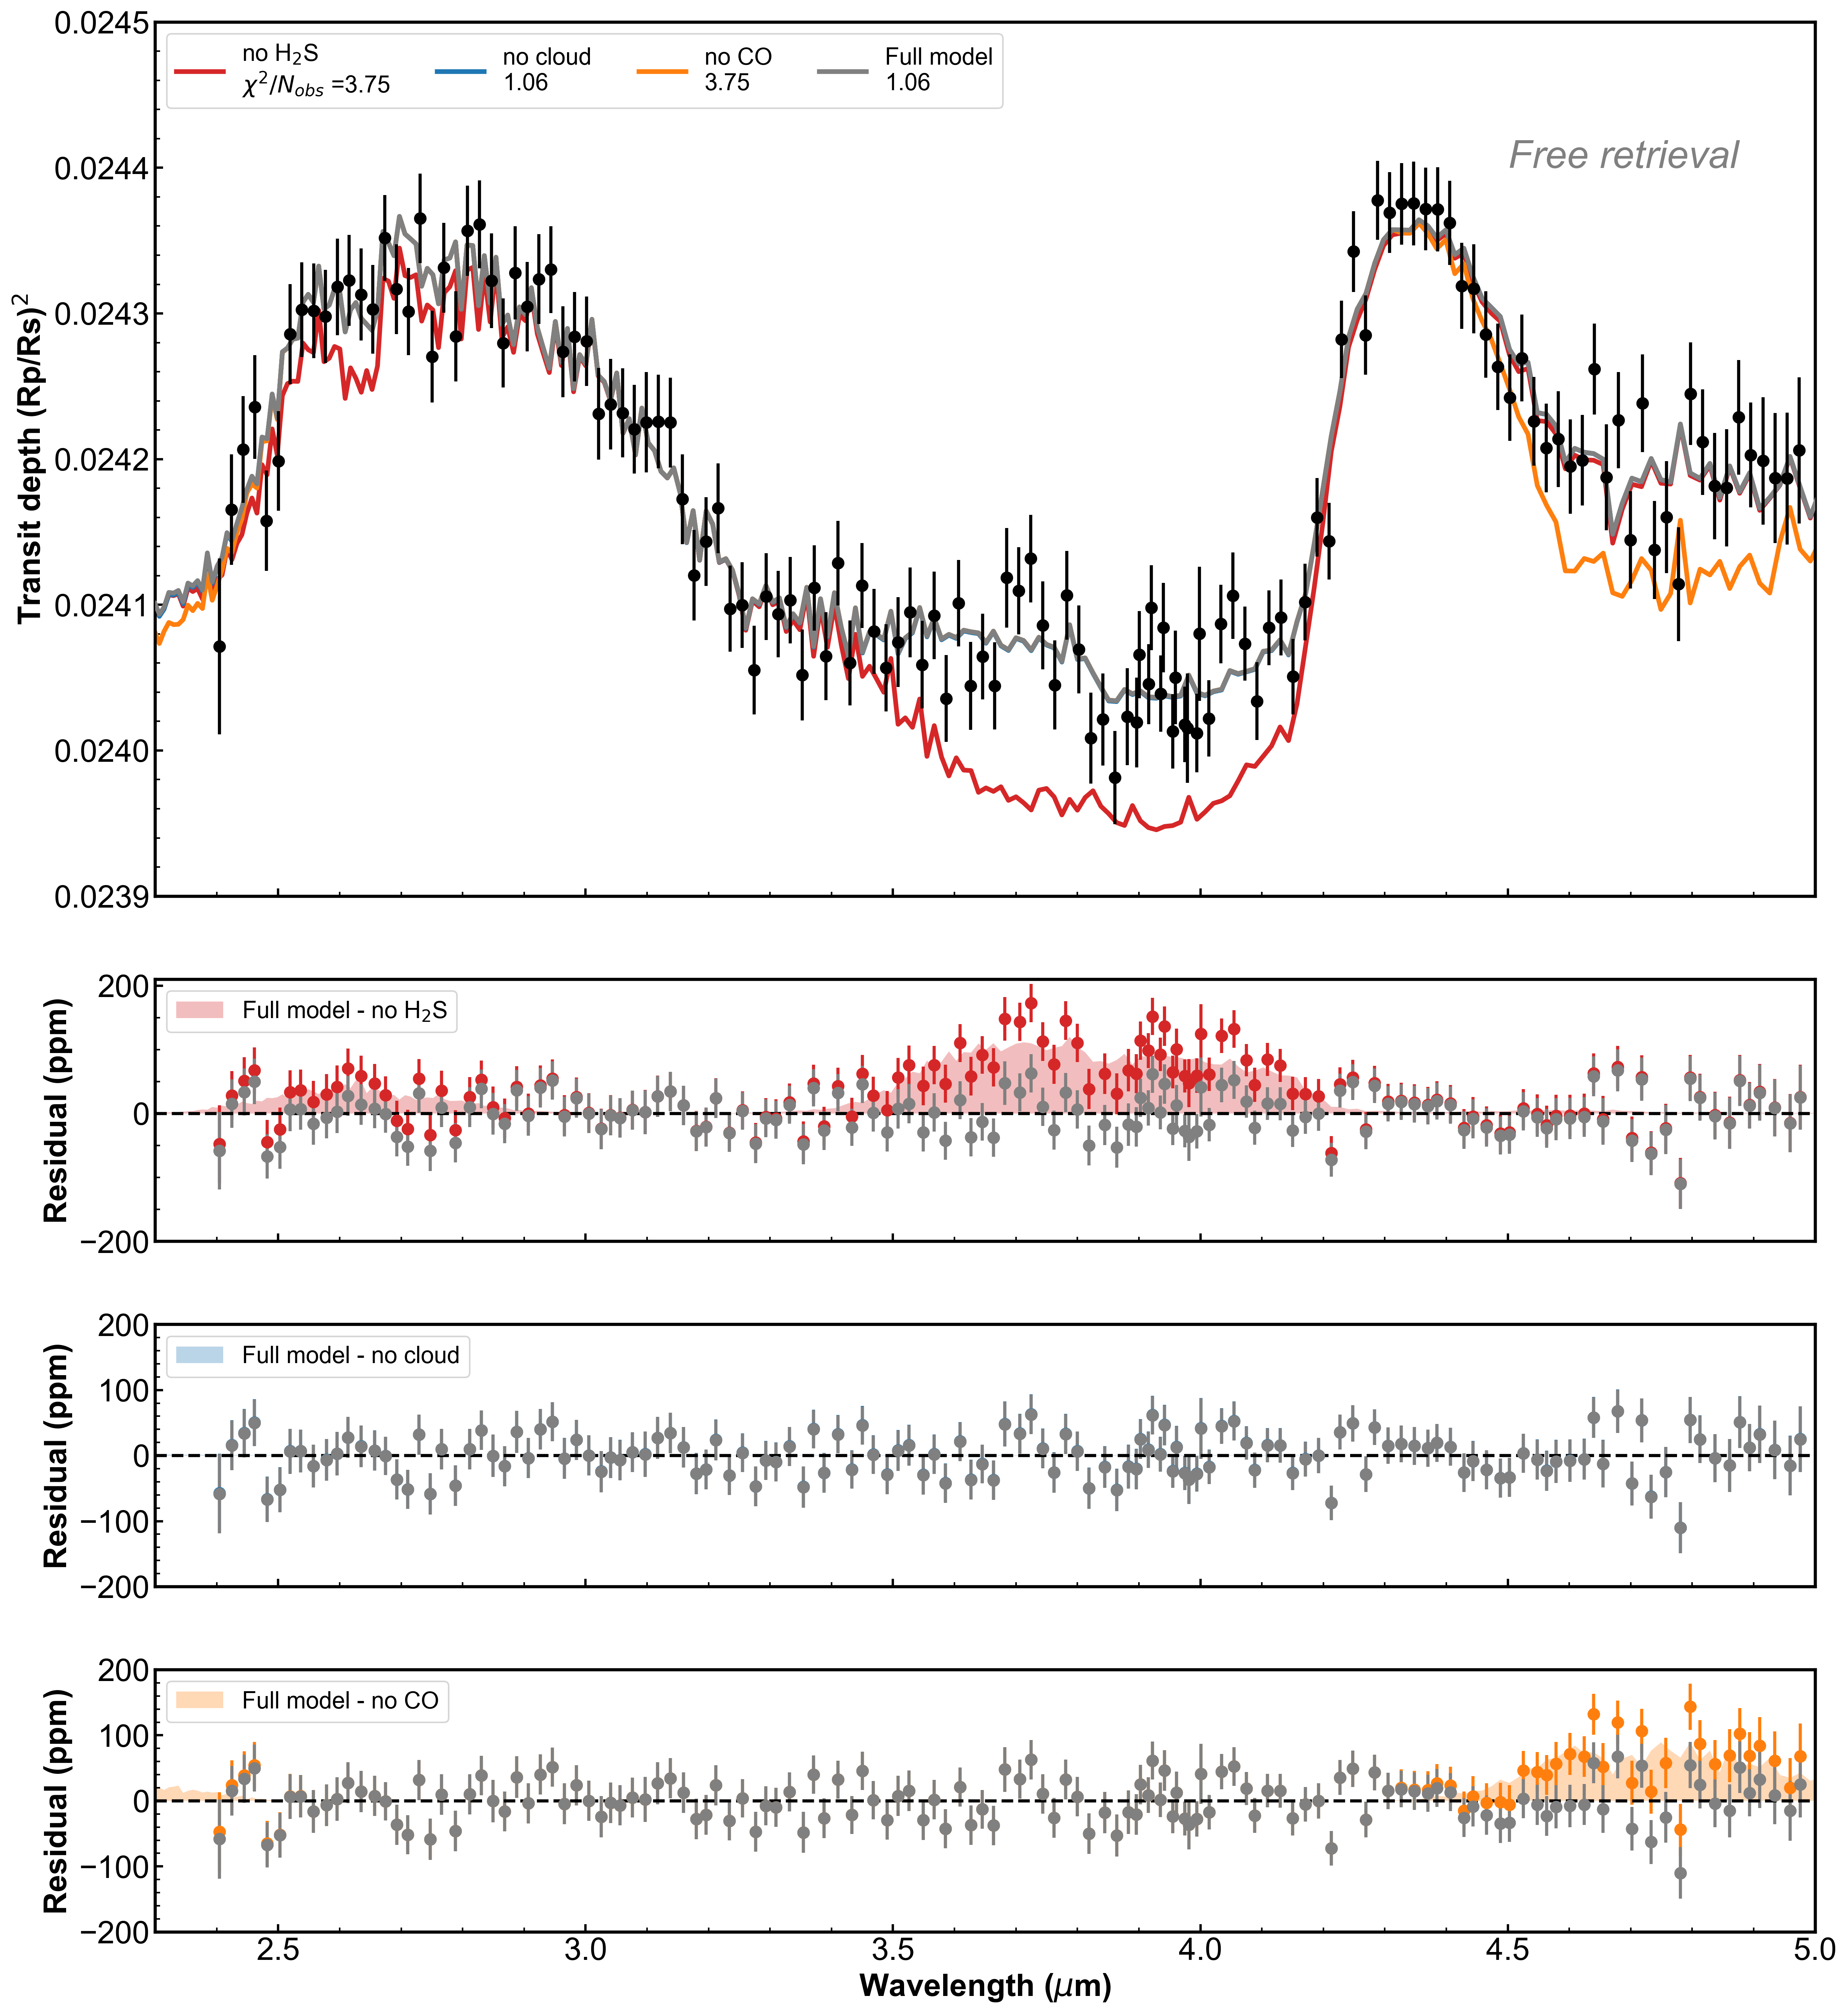 0.0245
no H₂S
χ²/N_obs =3.75
no cloud
1.06
no CO
3.75
Full model
1.06
Free retrieval
0.0244
0.0243
0.0242
0.0241
0.0240
0.0239
Transit depth (Rp/Rs)²
200
0
−200
Residual (ppm)
Full model - no H₂S
200
100
0
−100
−200
Residual (ppm)
Full model - no cloud
200
100
0
−100
−200
Residual (ppm)
Full model - no CO
2.5 3.0 3.5 4.0 4.5 5.0
Wavelength (μm)